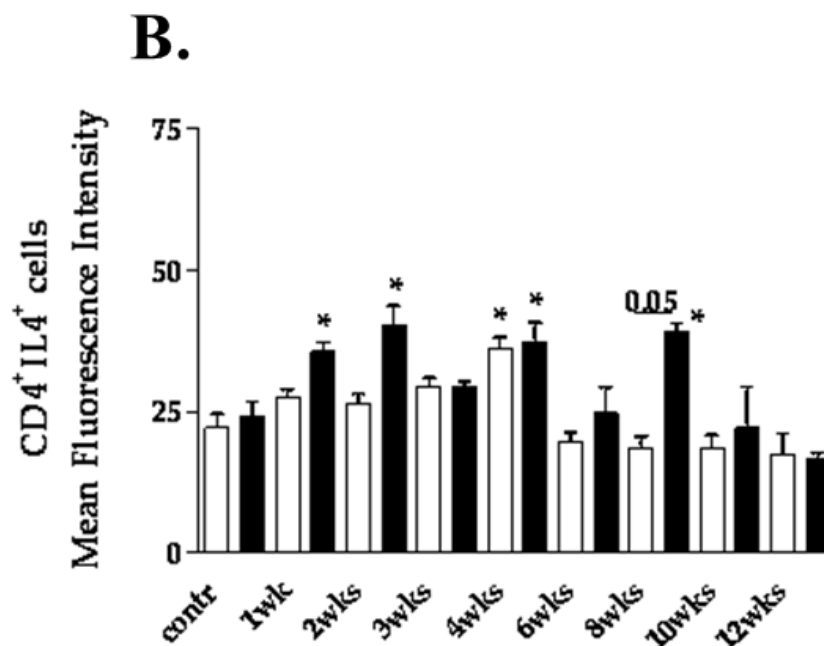 B.
CD4⁺IL4⁺ cells
Mean Fluorescence Intensity
75
50
25
0
*
*
*
*
0.05
*
contr
1wk
2wks
3wks
4wks
6wks
8wks
10wks
12wks